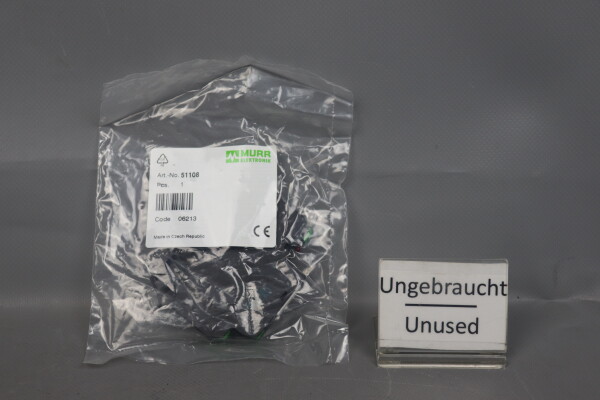 MURR
ELEKTRONIK
Art.-No. 51108
Pcs. 1
Code 06213
Made in Czech Republic
CE
Ungebraucht
Unused